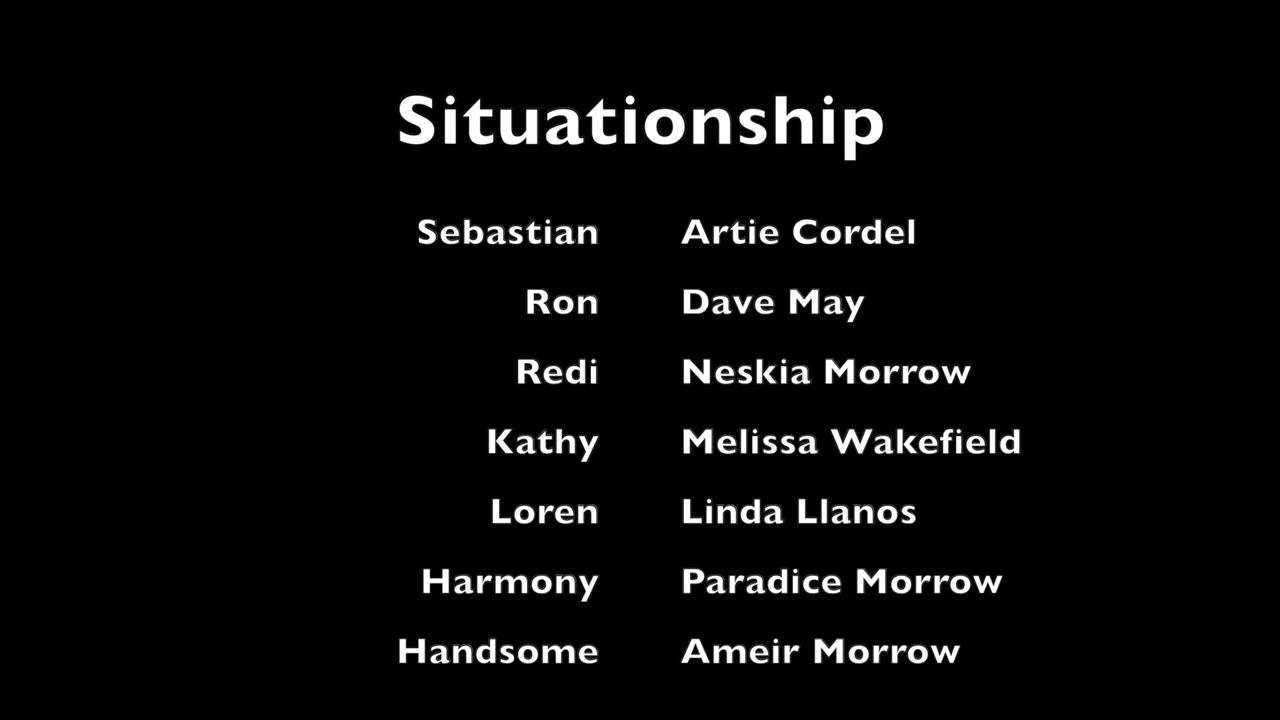 Situationship
Sebastian Artie Cordel
Ron Dave May
Redi Neskia Morrow
Kathy Melissa Wakefield
Loren Linda Llanos
Harmony Paradice Morrow
Handsome Ameir Morrow